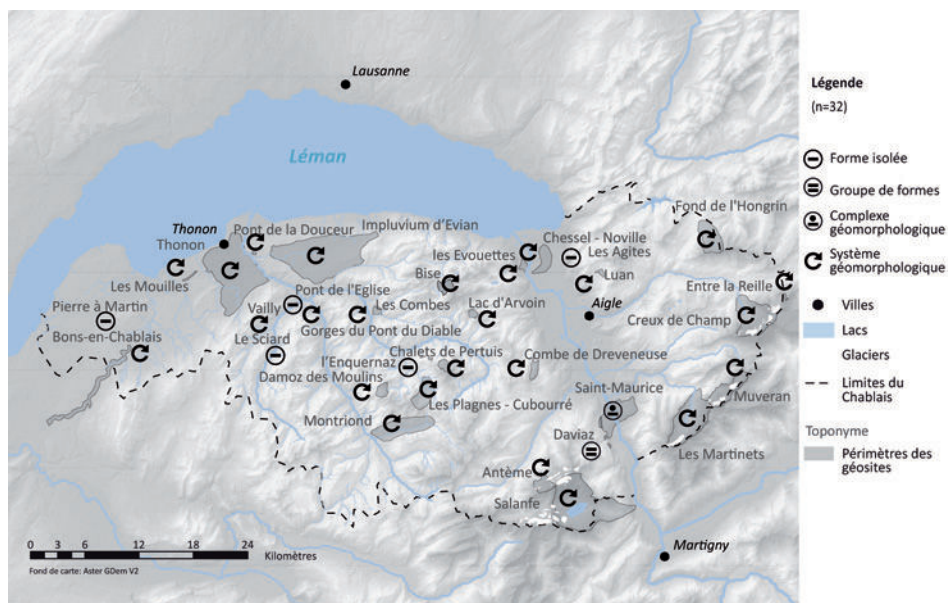 Lausanne
Léman
Thonon
Pont de la Douceur
Impluvium d'Evian
Fond de l'Hongrin
Thonon
Chessel - Noville
les Evouettes
Les Agites
Les Mouilles
Bise
Luan
Entre la Reille
Pierre à Martin
Pont de l'Eglise
Vailly
Les Combes
Lac d'Arvoin
Aigle
Creux de Champ
Bons-en-Chablais
Gorges du Pont du Diable
Le Sciard
l'Enquernaz
Chalets de Pertuis
Combe de Dreveneuse
Damoz des Moulins
Saint-Maurice
Muveran
Les Plagnes - Cubourré
Montriond
Daviaz
Les Martinets
Antème
Salanfe
Martigny
0 3 6 12 18 24
Kilomètres
Fond de carte: Aster GDem V2
Légende
(n=32)
Forme isolée
Groupe de formes
Complexe
géomorphologique
Système
géomorphologique
Villes
Lacs
Glaciers
Limites du
Chablais
Toponyme
Périmètres des
géosites